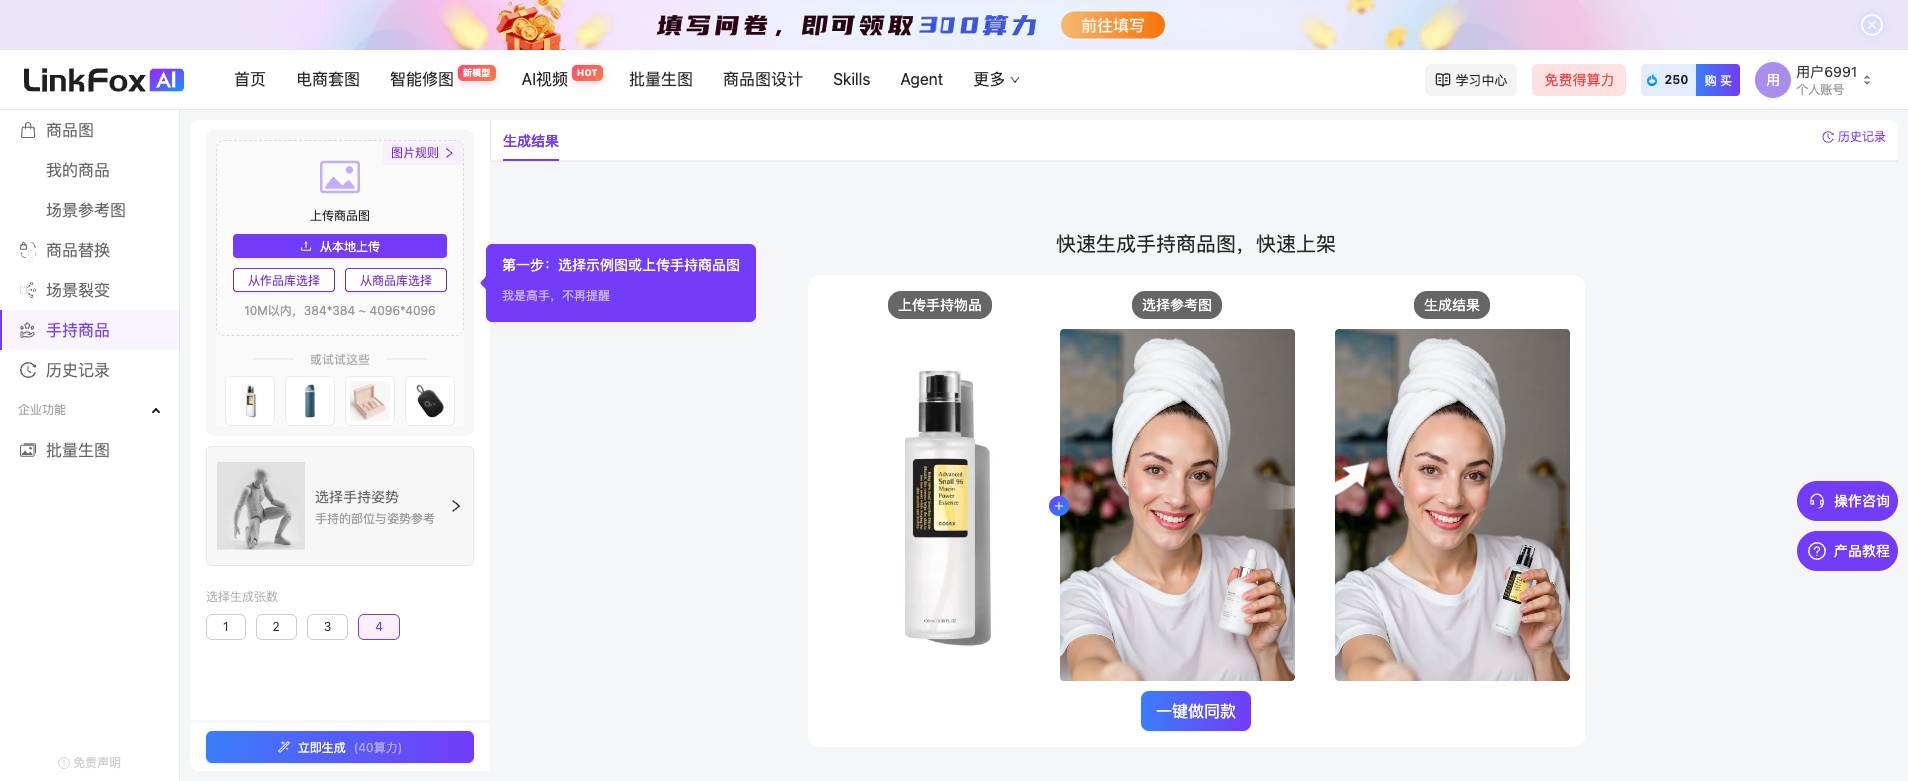 填写问卷，即可领取300算力
前往填写
LinkFox AI
首页
电商套图
智能修图
新模型
AI视频
HOT
批量生图
商品图设计
Skills
Agent
更多
学习中心
免费得算力
250
购买
用
用户6991
个人账号
商品图
我的商品
场景参考图
商品替换
场景裂变
手持商品
历史记录
企业功能
批量生图
免责声明
图片规则
上传商品图
从本地上传
从作品库选择
从商品库选择
10M以内，384*384 ~ 4096*4096
或试试这些
选择手持姿势
手持的部位与姿势参考
选择生成张数
1
2
3
4
立即生成 (40算力)
第一步：选择示例图或上传手持商品图
我是高手，不再提醒
生成结果
历史记录
快速生成手持商品图，快速上架
上传手持物品
选择参考图
生成结果
Advanced
Snail 96
Mucin
Power
Essence
COSRX
一键做同款
操作咨询
产品教程